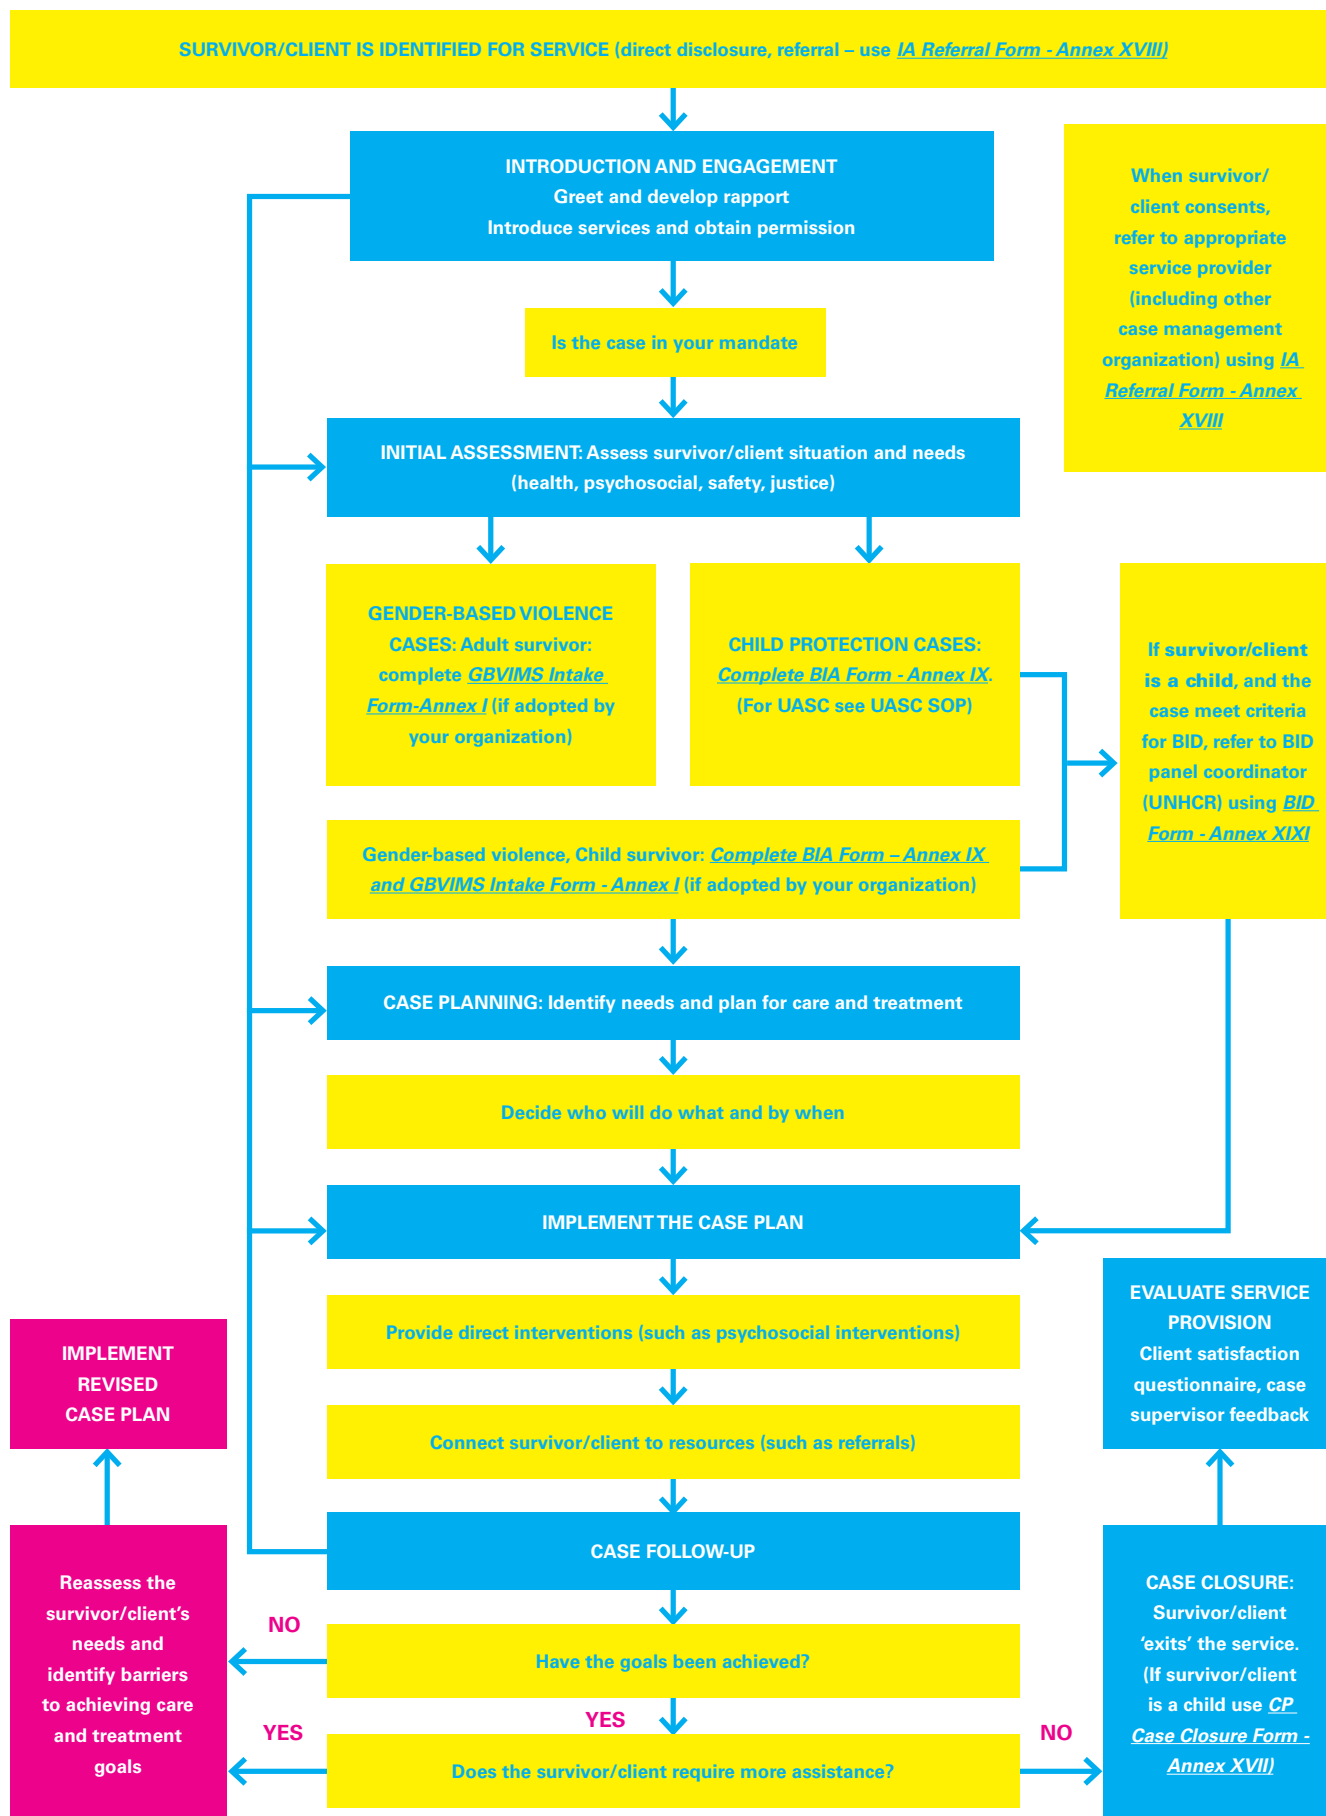 SURVIVOR/CLIENT IS IDENTIFIED FOR SERVICE (direct disclosure, referral – use IA Referral Form - Annex XVIII)
INTRODUCTION AND ENGAGEMENT
Greet and develop rapport
Introduce services and obtain permission
When survivor/
client consents,
refer to appropriate
service provider
(including other
case management
organization) using IA
Referral Form - Annex
XVIII
Is the case in your mandate
INITIAL ASSESSMENT: Assess survivor/client situation and needs
(health, psychosocial, safety, justice)
GENDER-BASED VIOLENCE
CASES: Adult survivor:
complete GBVIMS Intake
Form-Annex I (if adopted by
your organization)
CHILD PROTECTION CASES:
Complete BIA Form - Annex IX.
(For UASC see UASC SOP)
If survivor/client
is a child, and the
case meet criteria
for BID, refer to BID
panel coordinator
(UNHCR) using BID
Form - Annex XIXI
Gender-based violence, Child survivor: Complete BIA Form – Annex IX
and GBVIMS Intake Form - Annex I (if adopted by your organization)
CASE PLANNING: Identify needs and plan for care and treatment
Decide who will do what and by when
IMPLEMENT THE CASE PLAN
Provide direct interventions (such as psychosocial interventions)
Connect survivor/client to resources (such as referrals)
CASE FOLLOW-UP
IMPLEMENT
REVISED
CASE PLAN
EVALUATE SERVICE
PROVISION
Client satisfaction
questionnaire, case
supervisor feedback
Reassess the
survivor/client's
needs and
identify barriers
to achieving care
and treatment
goals
NO
Have the goals been achieved?
YES
YES
NO
Does the survivor/client require more assistance?
CASE CLOSURE:
Survivor/client
‘exits’ the service.
(If survivor/client
is a child use CP
Case Closure Form -
Annex XVII)